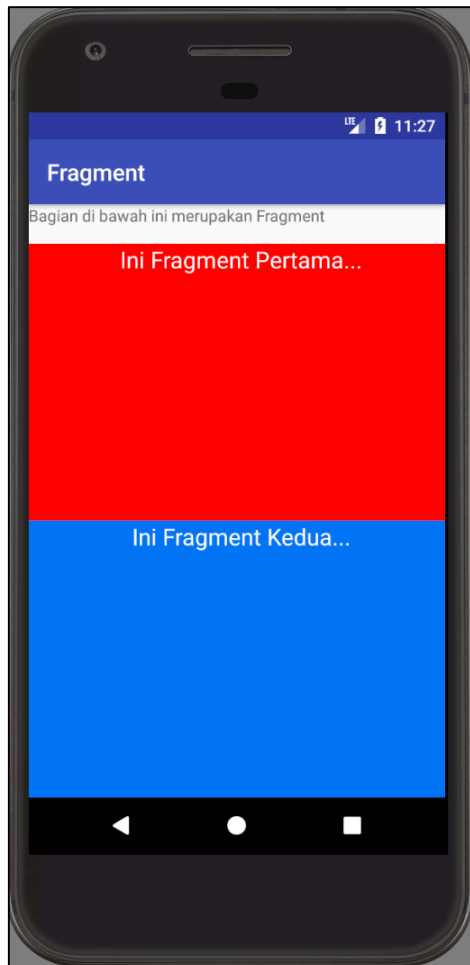 LTE 11:27
Fragment
Bagian di bawah ini merupakan Fragment
Ini Fragment Pertama...
Ini Fragment Kedua...